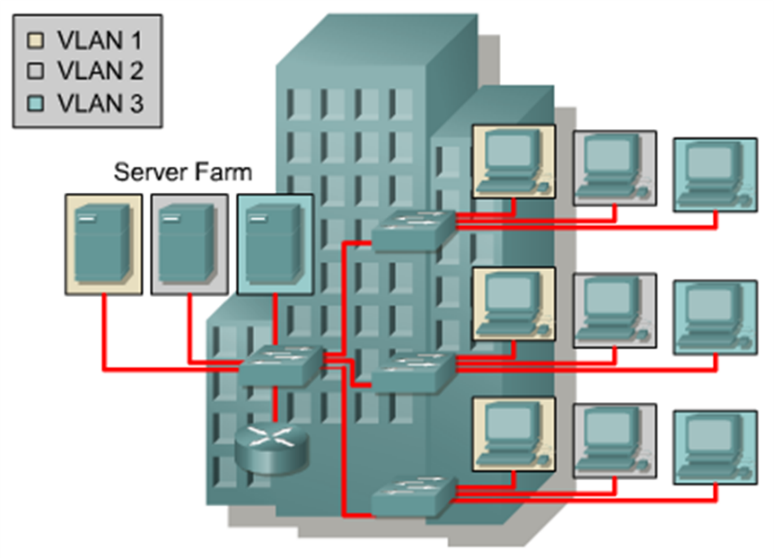 VLAN 1
VLAN 2
VLAN 3
Server Farm